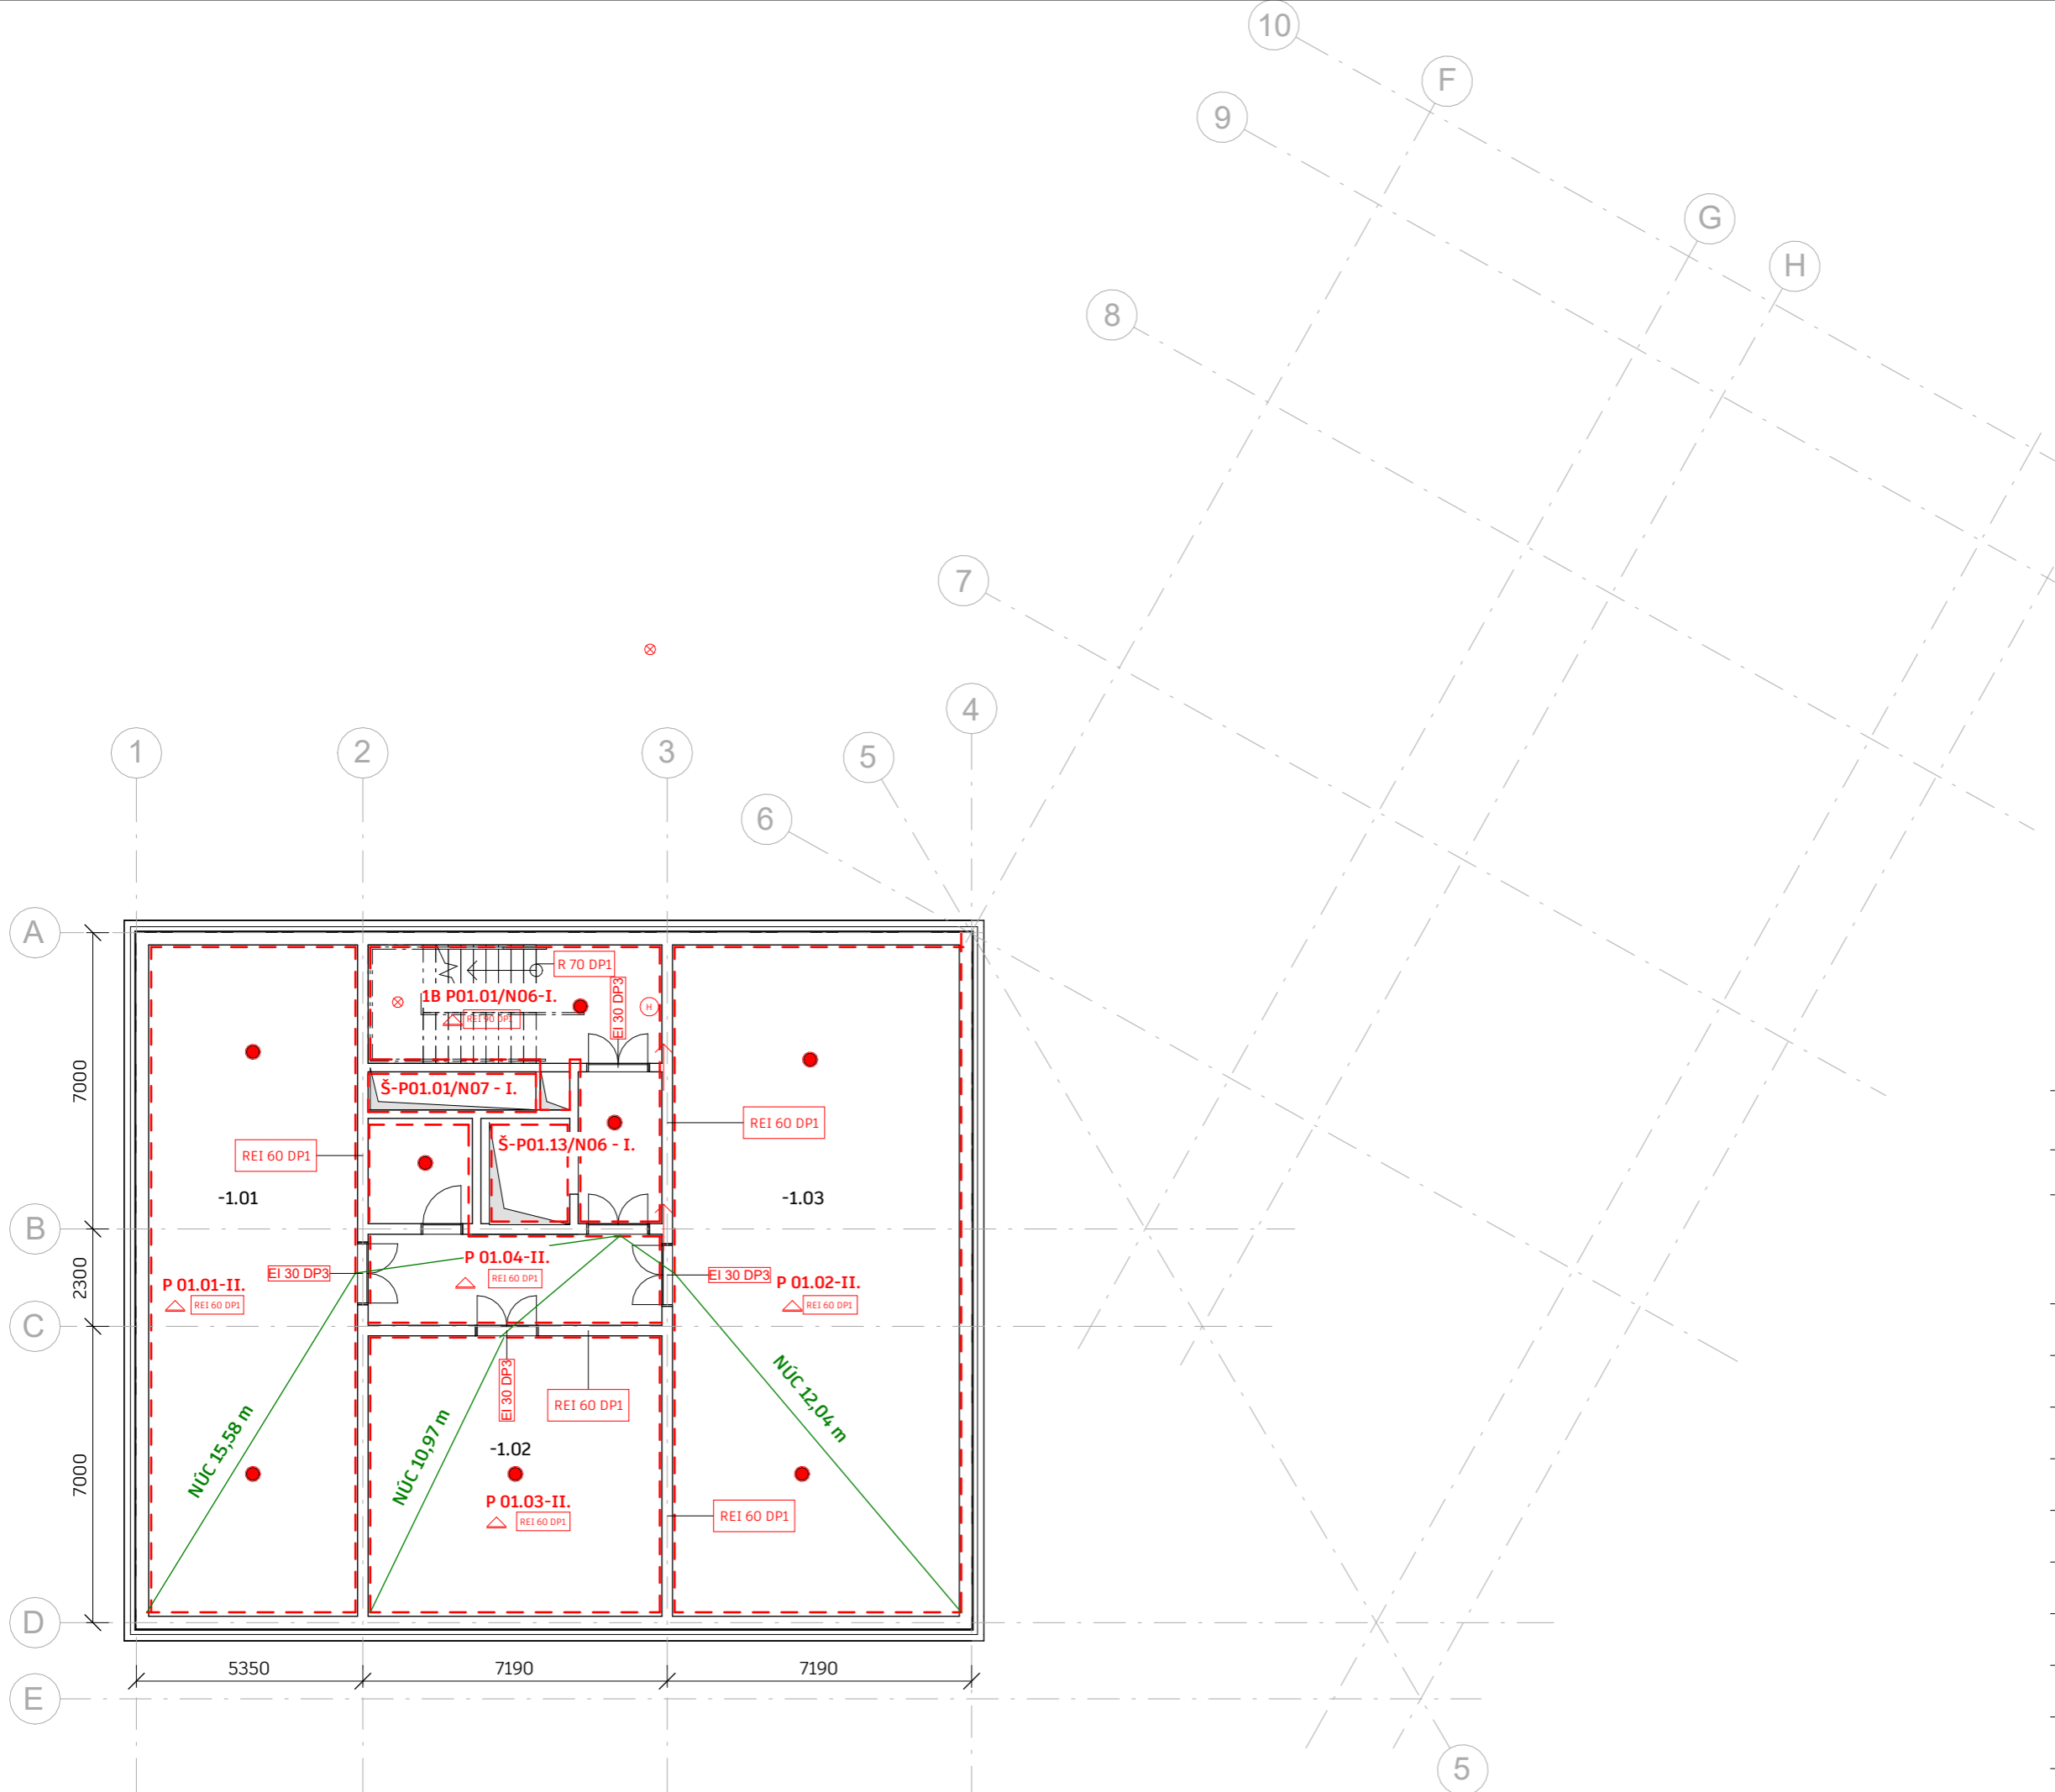 10
F
9
G
H
8
7
4
1
2
3
5
6
A
R 70 DP1
1B P01.01/N06-I.
EI 30 DP3
H
REI 90 DP1
7000
Š-P01.01/N07 - I.
REI 60 DP1
Š-P01.13/N06 - I.
REI 60 DP1
-1.01
-1.03
B
P 01.04-II.
2300
EI 30 DP3
REI 60 DP1
EI 30 DP3
P 01.01-II.
REI 60 DP1
P 01.02-II.
REI 60 DP1
C
EI 30 DP3
REI 60 DP1
NÚC 15,58 m
NÚC 10,97 m
NÚC 12,04 m
-1.02
7000
P 01.03-II.
REI 60 DP1
REI 60 DP1
D
5350
7190
7190
E
5